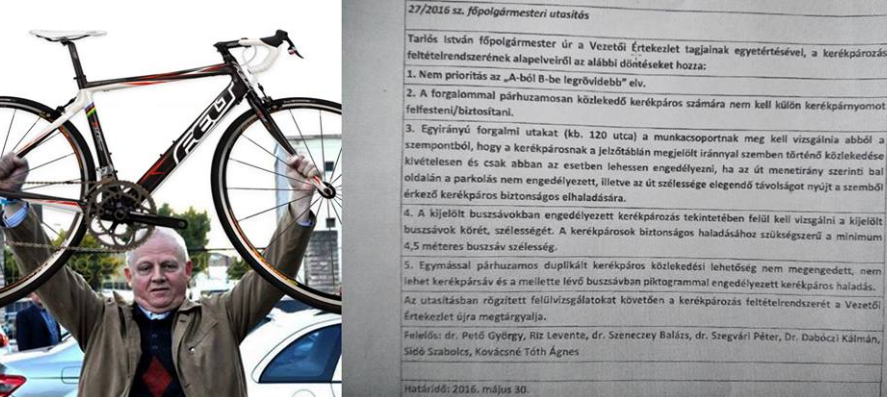 FELT
27/2016 sz. főpolgármesteri utasítás
Tarlós István főpolgármester úr a Vezetői Értekezlet tagjainak egyetértésével, a kerékpározás
feltételrendszerének alapelveiről az alábbi döntéseket hozza:
1. Nem prioritás az „A-ból B-be legrövidebb" elv.
2. A forgalommal párhuzamosan közlekedő kerékpáros számára nem kell külön kerékpárnyomot
felfesteni/biztosítani.
3. Egyirányú forgalmi utakat (kb. 120 utca) a munkacsoportnak meg kell vizsgálnia abból a
szempontból, hogy a kerékpárosnak a jelzőtáblán megjelölt iránnyal szemben történő közlekedése
kivételesen és csak abban az esetben lehessen engedélyezni, ha az út menetirány szerinti bal
oldalán a parkolás nem engedélyezett, illetve az út szélessége elegendő távolságot nyújt a szemből
érkező kerékpáros biztonságos elhaladására.
4. A kijelölt buszsávokban engedélyezett kerékpározás tekintetében felül kell vizsgálni a kijelölt
buszsávok körét, szélességét. A kerékpárosok biztonságos haladásához szükségszerű a minimum
4,5 méteres buszsáv szélesség.
5. Egymással párhuzamos duplikált kerékpáros közlekedési lehetőség nem megengedett, nem
lehet kerékpársáv és a mellette lévő buszsávban piktogrammal engedélyezett kerékpáros haladás.
Az utasításban rögzített felülvizsgálatokat követően a kerékpározás feltételrendszerét a Vezetői
Értekezlet újra megtárgyalja.
Felelős: dr. Pető György, Riz Levente, dr. Szeneczey Balázs, dr. Szegvári Péter, Dr. Dabóczi Kálmán,
Sidó Szabolcs, Kovácsné Tóth Ágnes
Határidő: 2016. május 30.